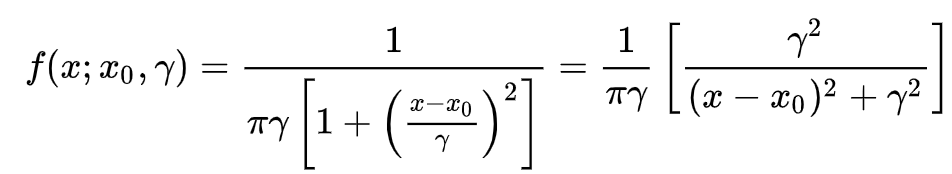 f(x; x₀, γ) = 1 / (πγ [1 + ((x−x₀)/γ)²]) = (1/(πγ)) [γ² / ((x − x₀)² + γ²)]